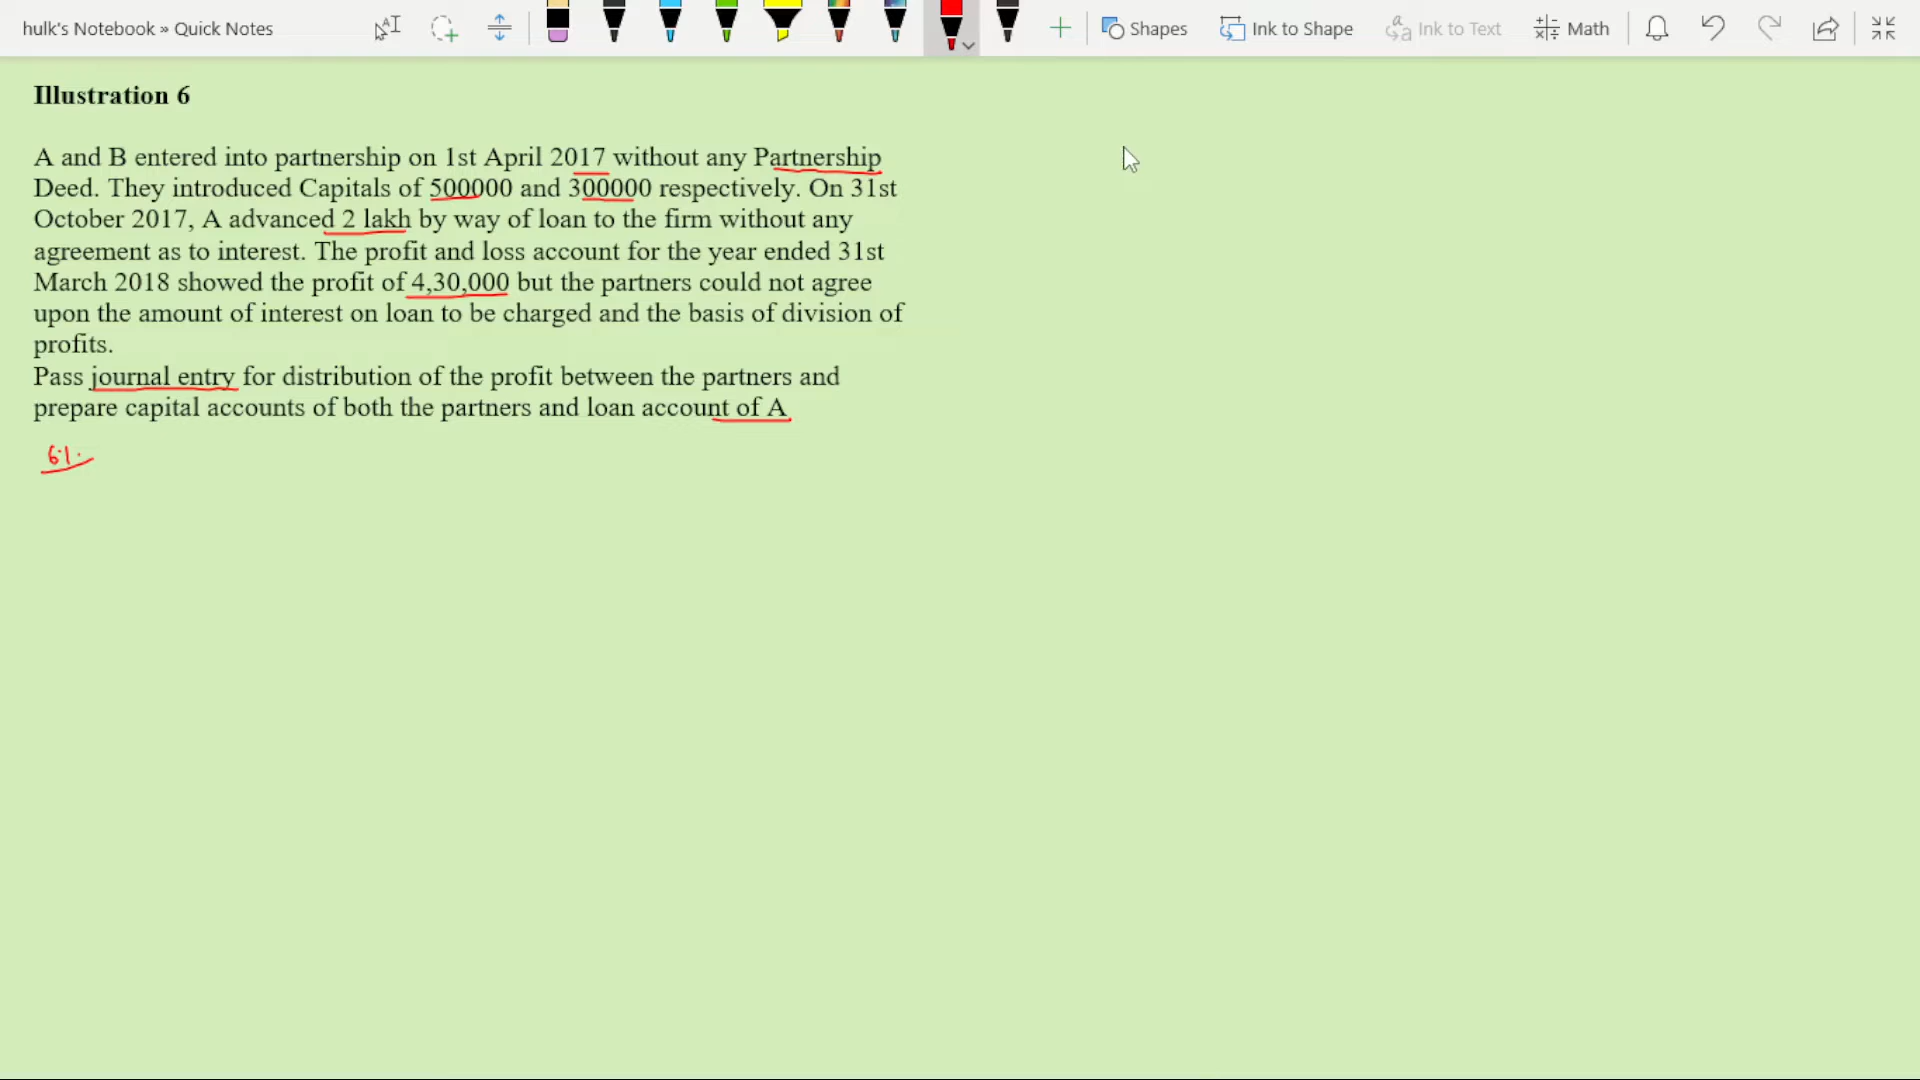 hulk's Notebook » Quick Notes
Shapes
Ink to Shape
Ink to Text
Math
Illustration 6
A and B entered into partnership on 1st April 2017 without any Partnership
Deed. They introduced Capitals of 500000 and 300000 respectively. On 31st
October 2017, A advanced 2 lakh by way of loan to the firm without any
agreement as to interest. The profit and loss account for the year ended 31st
March 2018 showed the profit of 4,30,000 but the partners could not agree
upon the amount of interest on loan to be charged and the basis of division of
profits.
Pass journal entry for distribution of the profit between the partners and
prepare capital accounts of both the partners and loan account of A
6%